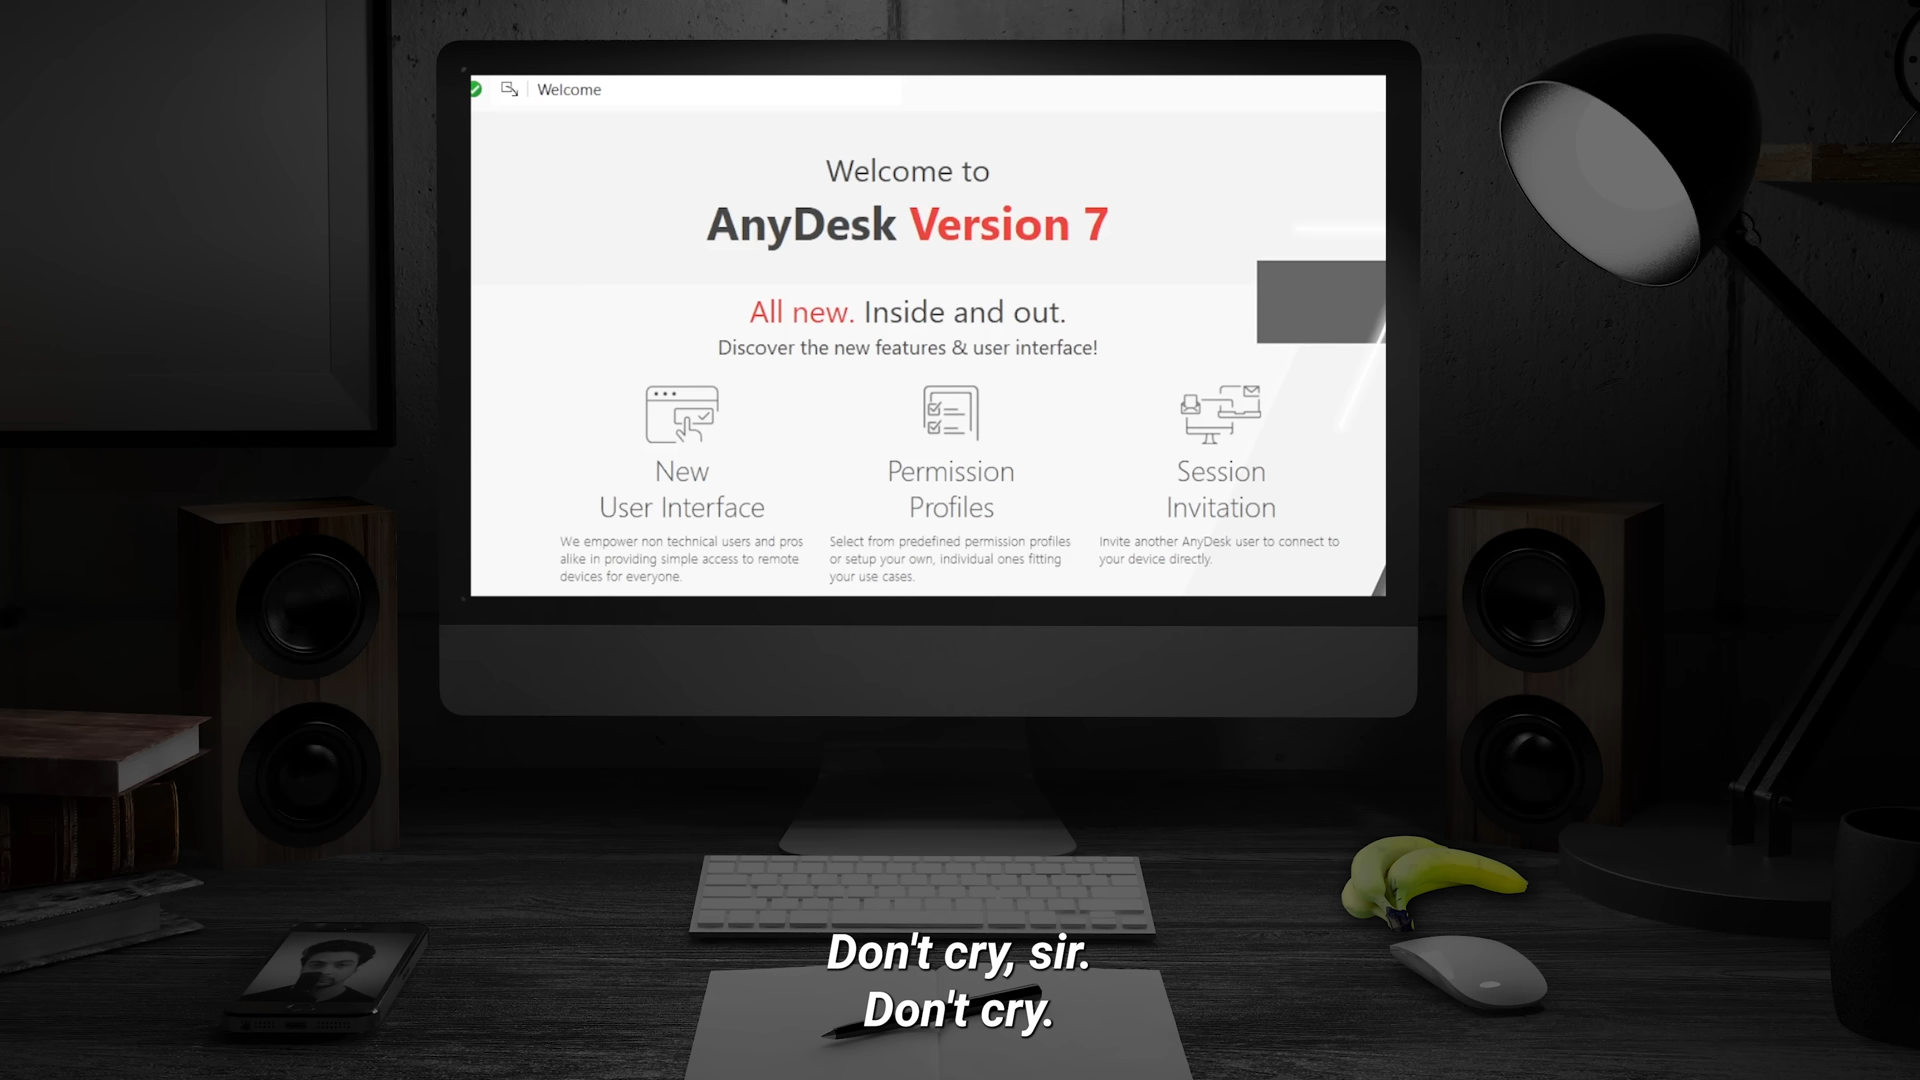 Welcome
Welcome to
AnyDesk Version 7
All new. Inside and out.
Discover the new features & user interface!
New
User Interface
We empower non technical users and pros
alike in providing simple access to remote
devices for everyone.
Permission
Profiles
Select from predefined permission profiles
or setup your own, individual ones fitting
your use cases.
Session
Invitation
Invite another AnyDesk user to connect to
your device directly.
Don't cry, sir.
Don't cry.